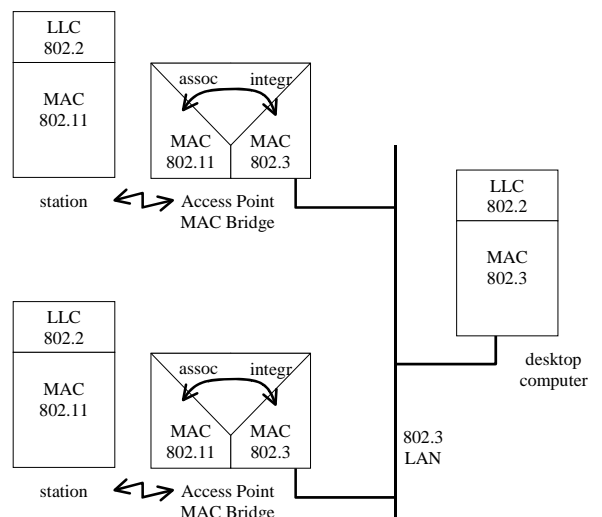 LLC
802.2
MAC
802.11
station
assoc
integr
MAC
802.11
MAC
802.3
Access Point
MAC Bridge
LLC
802.2
MAC
802.3
desktop
computer
LLC
802.2
MAC
802.11
station
assoc
integr
MAC
802.11
MAC
802.3
Access Point
MAC Bridge
802.3
LAN